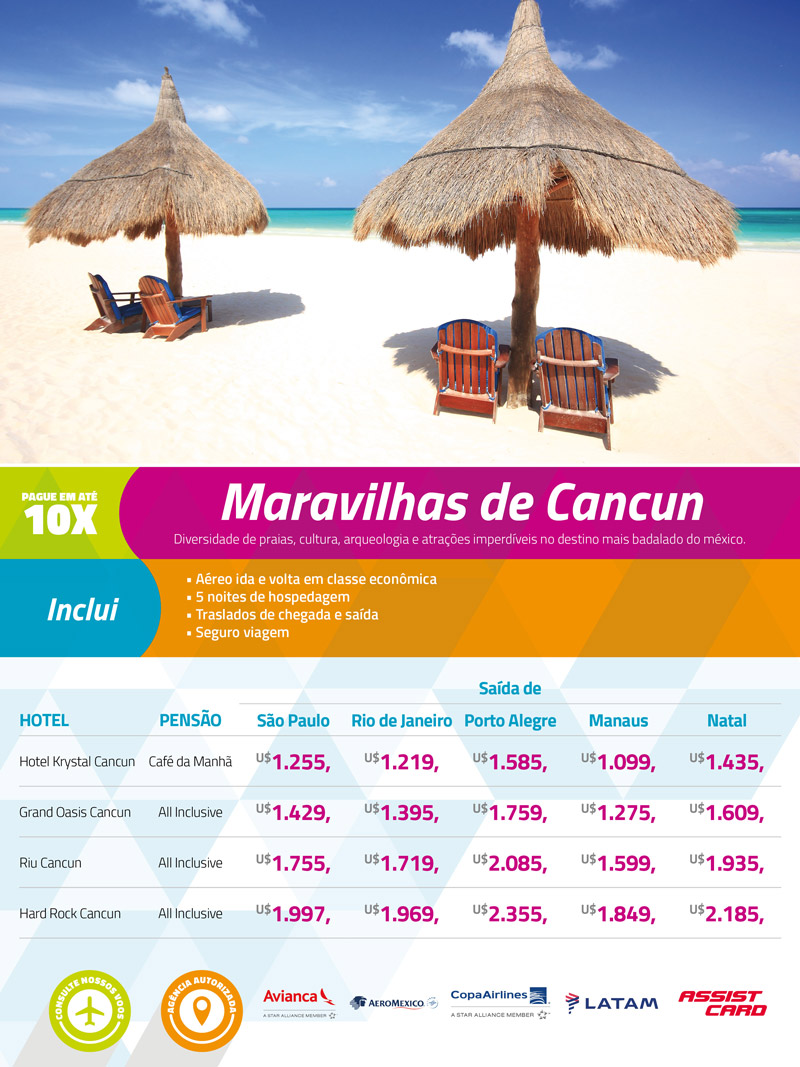 PAGUE EM ATÉ
10X
Maravilhas de Cancun
Diversidade de praias, cultura, arqueologia e atrações imperdíveis no destino mais badalado do méxico.
Inclui
• Aéreo ida e volta em classe econômica
• 5 noites de hospedagem
• Traslados de chegada e saída
• Seguro viagem
Saída de
HOTEL PENSÃO São Paulo Rio de Janeiro Porto Alegre Manaus Natal
Hotel Krystal Cancun Café da Manhã U$1.255, U$1.219, U$1.585, U$1.099, U$1.435,
Grand Oasis Cancun All Inclusive U$1.429, U$1.395, U$1.759, U$1.275, U$1.609,
Riu Cancun All Inclusive U$1.755, U$1.719, U$2.085, U$1.599, U$1.935,
Hard Rock Cancun All Inclusive U$1.997, U$1.969, U$2.355, U$1.849, U$2.185,
CONSULTE NOSSOS VOOS
AGÊNCIA AUTORIZADA
Avianca
A STAR ALLIANCE MEMBER
AEROMEXICO
CopaAirlines
A STAR ALLIANCE MEMBER
LATAM
ASSIST
CARD